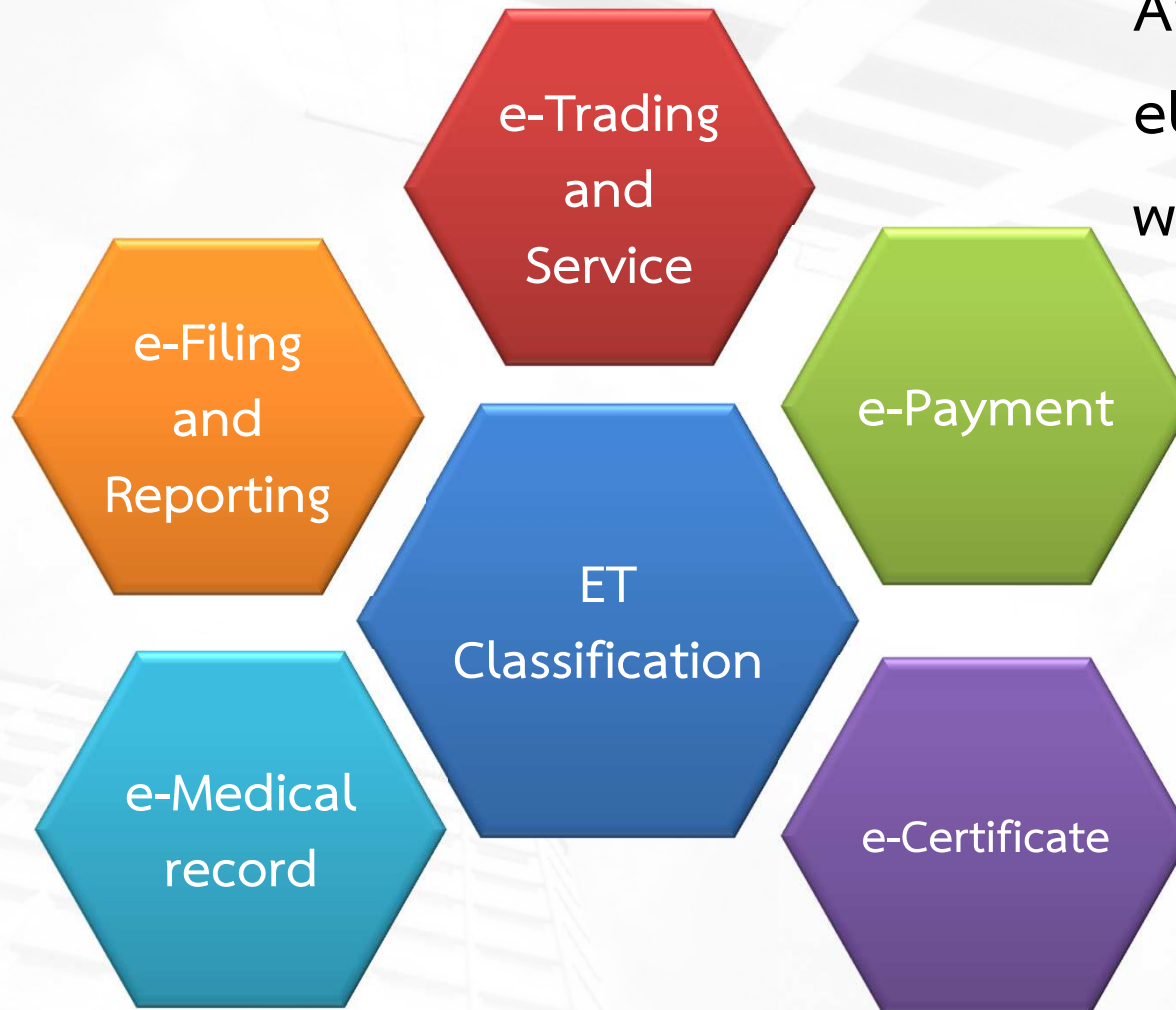 e-Trading
and
Service
e-Filing
and
Reporting
e-Payment
ET
Classification
e-Medical
record
e-Certificate